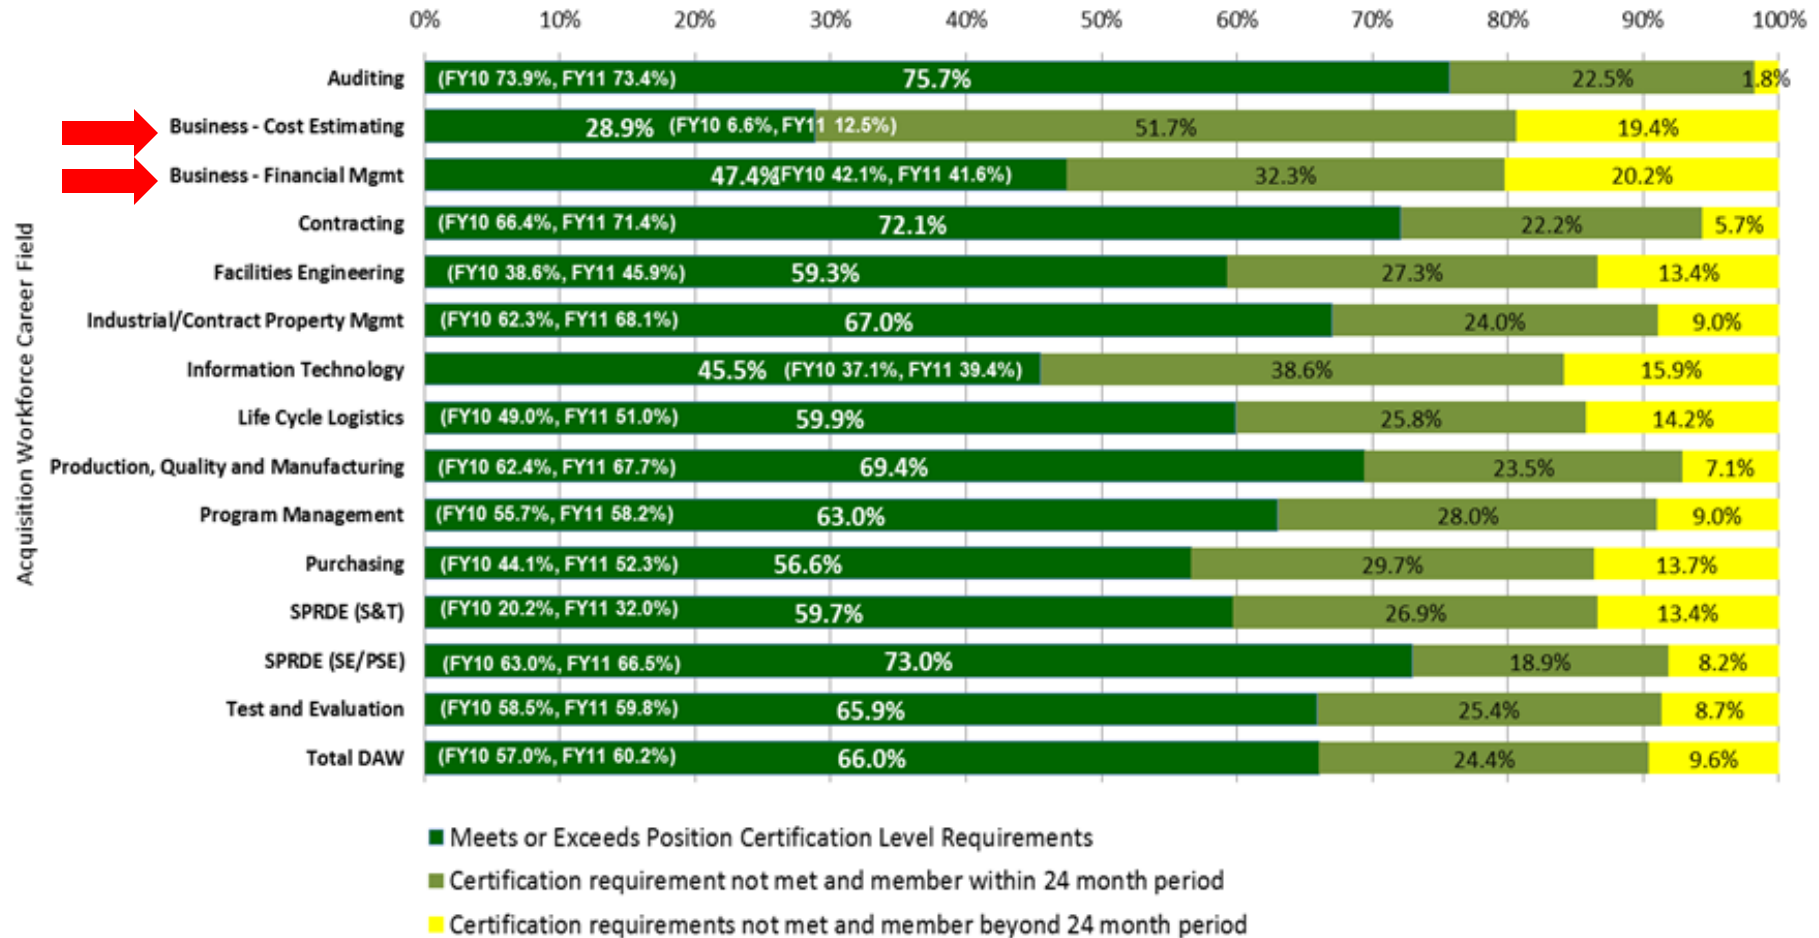 0% 10% 20% 30% 40% 50% 60% 70% 80% 90% 100%
Acquisition Workforce Career Field
Auditing (FY10 73.9%, FY11 73.4%) 75.7% 22.5% 1.8%
Business - Cost Estimating 28.9% (FY10 6.6%, FY11 12.5%) 51.7% 19.4%
Business - Financial Mgmt 47.4% (FY10 42.1%, FY11 41.6%) 32.3% 20.2%
Contracting (FY10 66.4%, FY11 71.4%) 72.1% 22.2% 5.7%
Facilities Engineering (FY10 38.6%, FY11 45.9%) 59.3% 27.3% 13.4%
Industrial/Contract Property Mgmt (FY10 62.3%, FY11 68.1%) 67.0% 24.0% 9.0%
Information Technology 45.5% (FY10 37.1%, FY11 39.4%) 38.6% 15.9%
Life Cycle Logistics (FY10 49.0%, FY11 51.0%) 59.9% 25.8% 14.2%
Production, Quality and Manufacturing (FY10 62.4%, FY11 67.7%) 69.4% 23.5% 7.1%
Program Management (FY10 55.7%, FY11 58.2%) 63.0% 28.0% 9.0%
Purchasing (FY10 44.1%, FY11 52.3%) 56.6% 29.7% 13.7%
SPRDE (S&T) (FY10 20.2%, FY11 32.0%) 59.7% 26.9% 13.4%
SPRDE (SE/PSE) (FY10 63.0%, FY11 66.5%) 73.0% 18.9% 8.2%
Test and Evaluation (FY10 58.5%, FY11 59.8%) 65.9% 25.4% 8.7%
Total DAW (FY10 57.0%, FY11 60.2%) 66.0% 24.4% 9.6%
Meets or Exceeds Position Certification Level Requirements
Certification requirement not met and member within 24 month period
Certification requirements not met and member beyond 24 month period